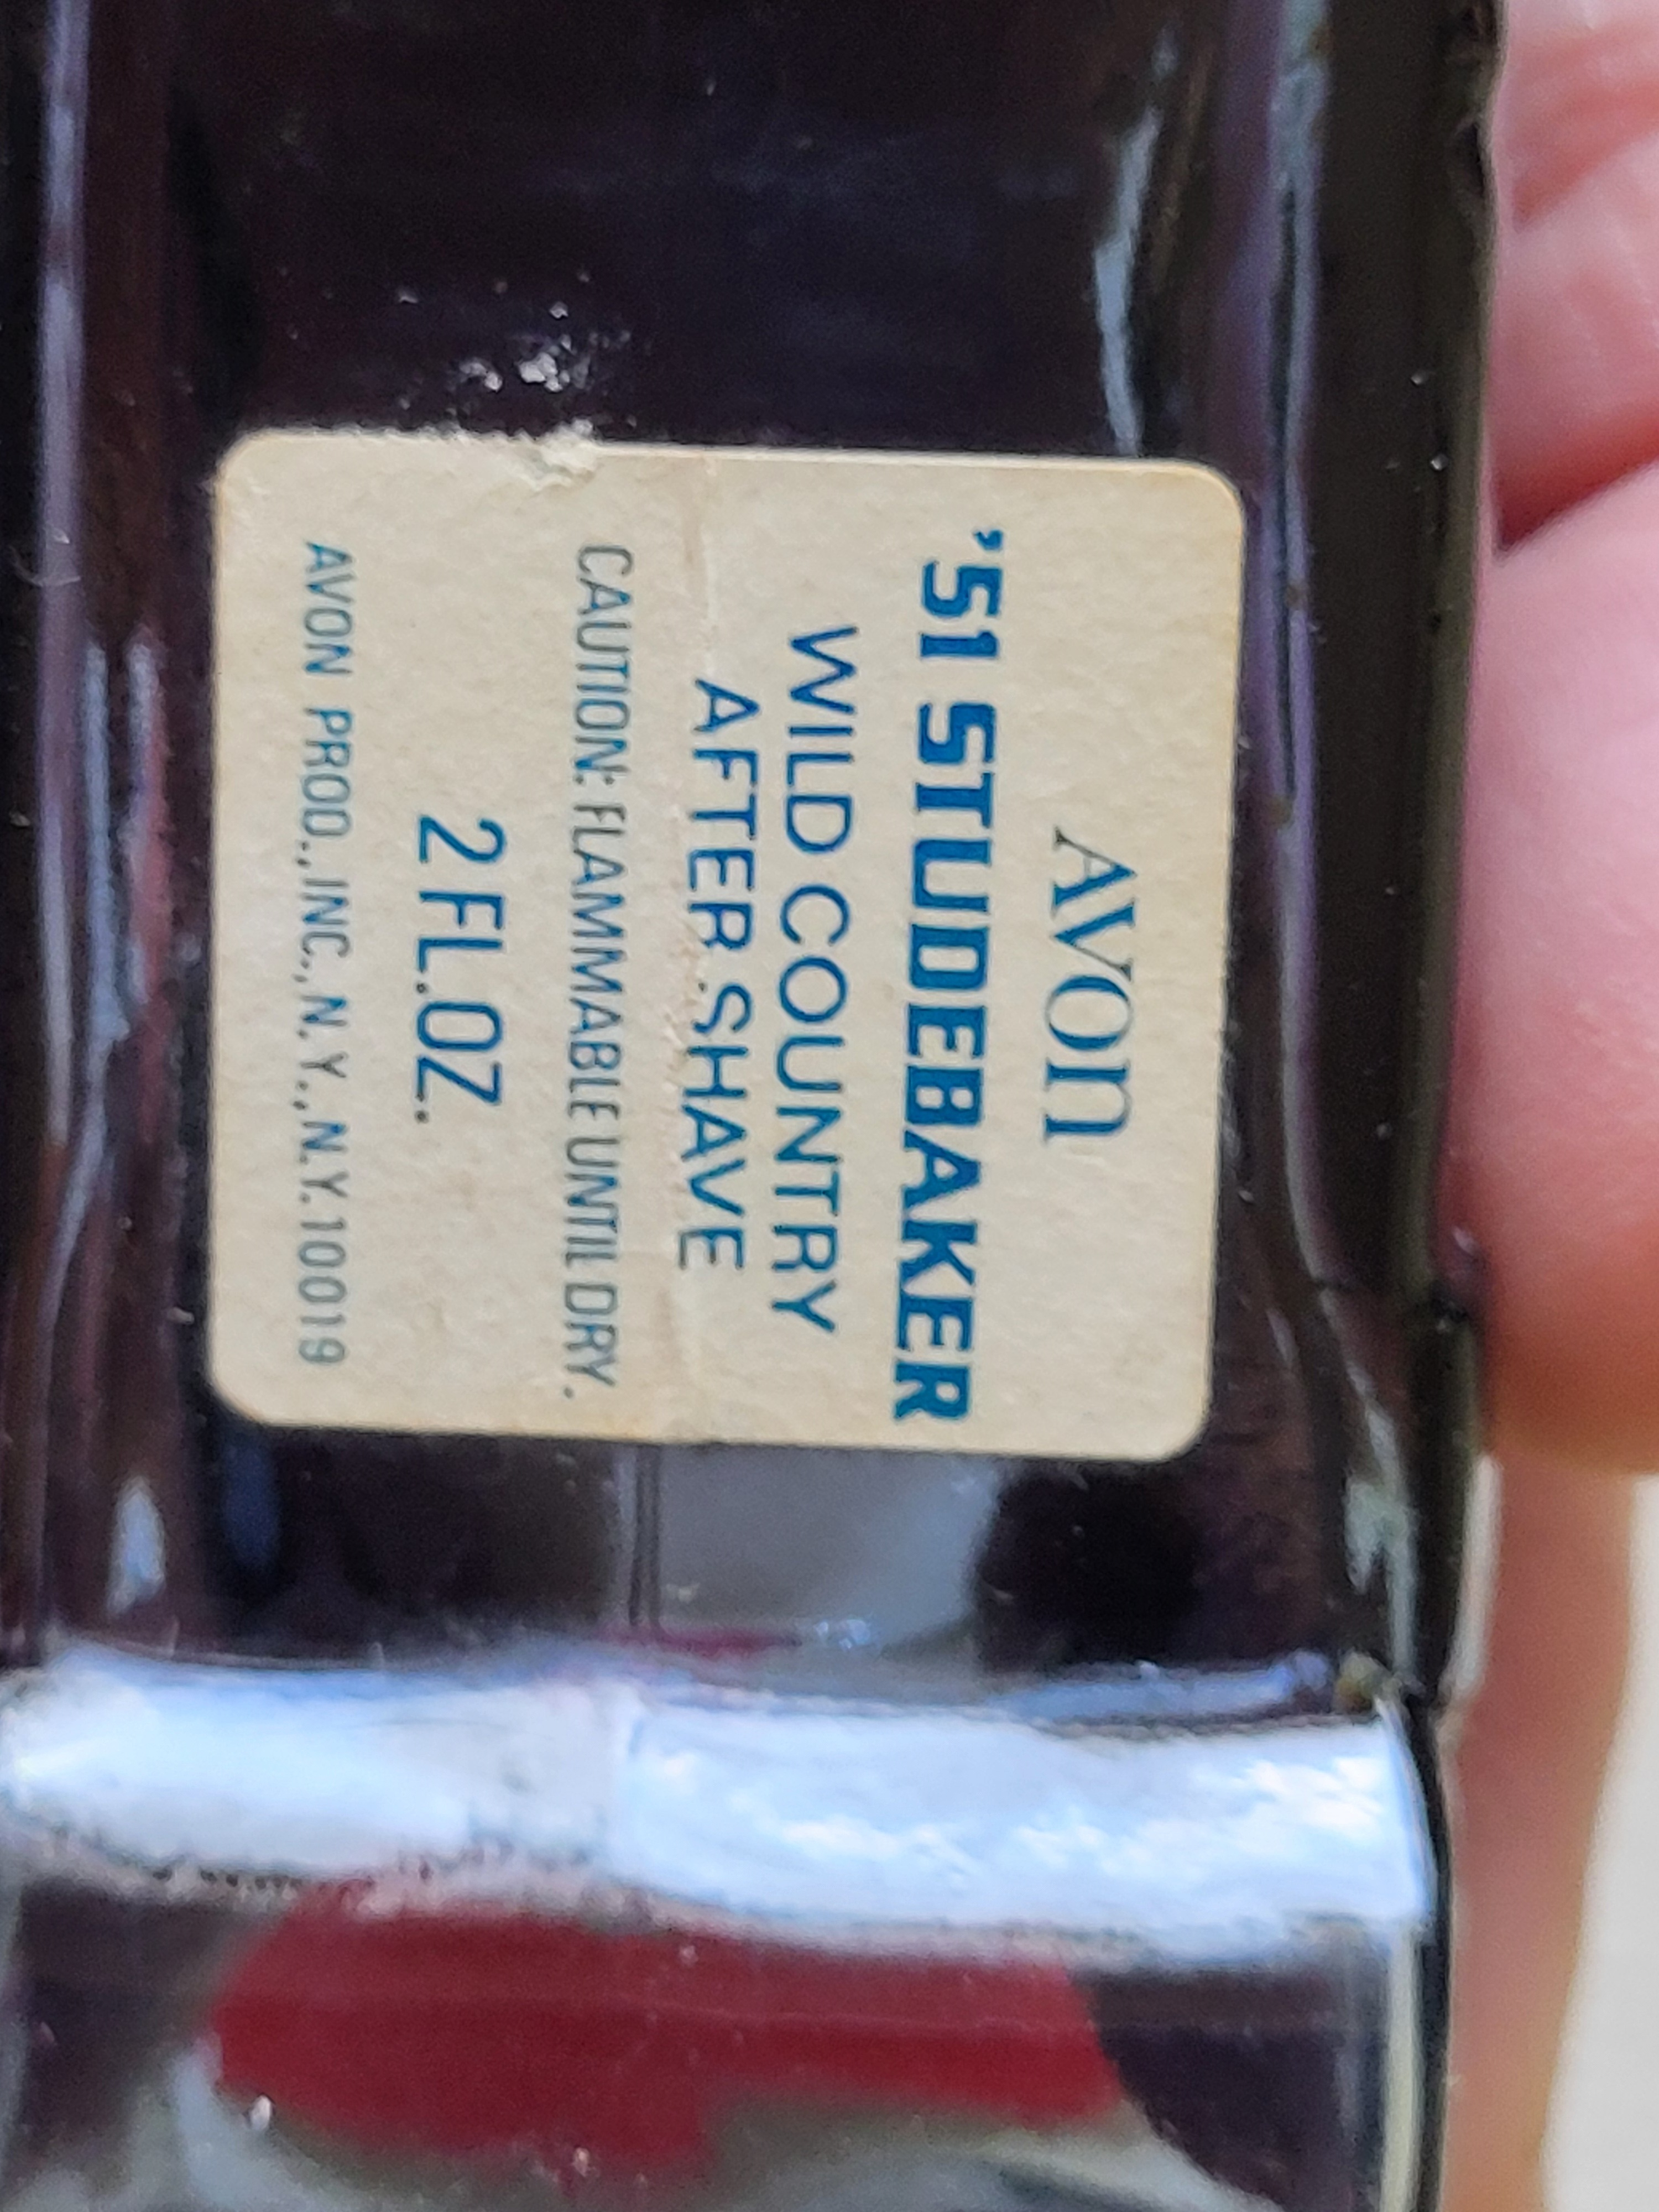 AVON
'51 STUDEBAKER
WILD COUNTRY
AFTER SHAVE
CAUTION: FLAMMABLE UNTIL DRY.
2 FL.OZ.
AVON PROD., INC., N.Y., N.Y. 10019